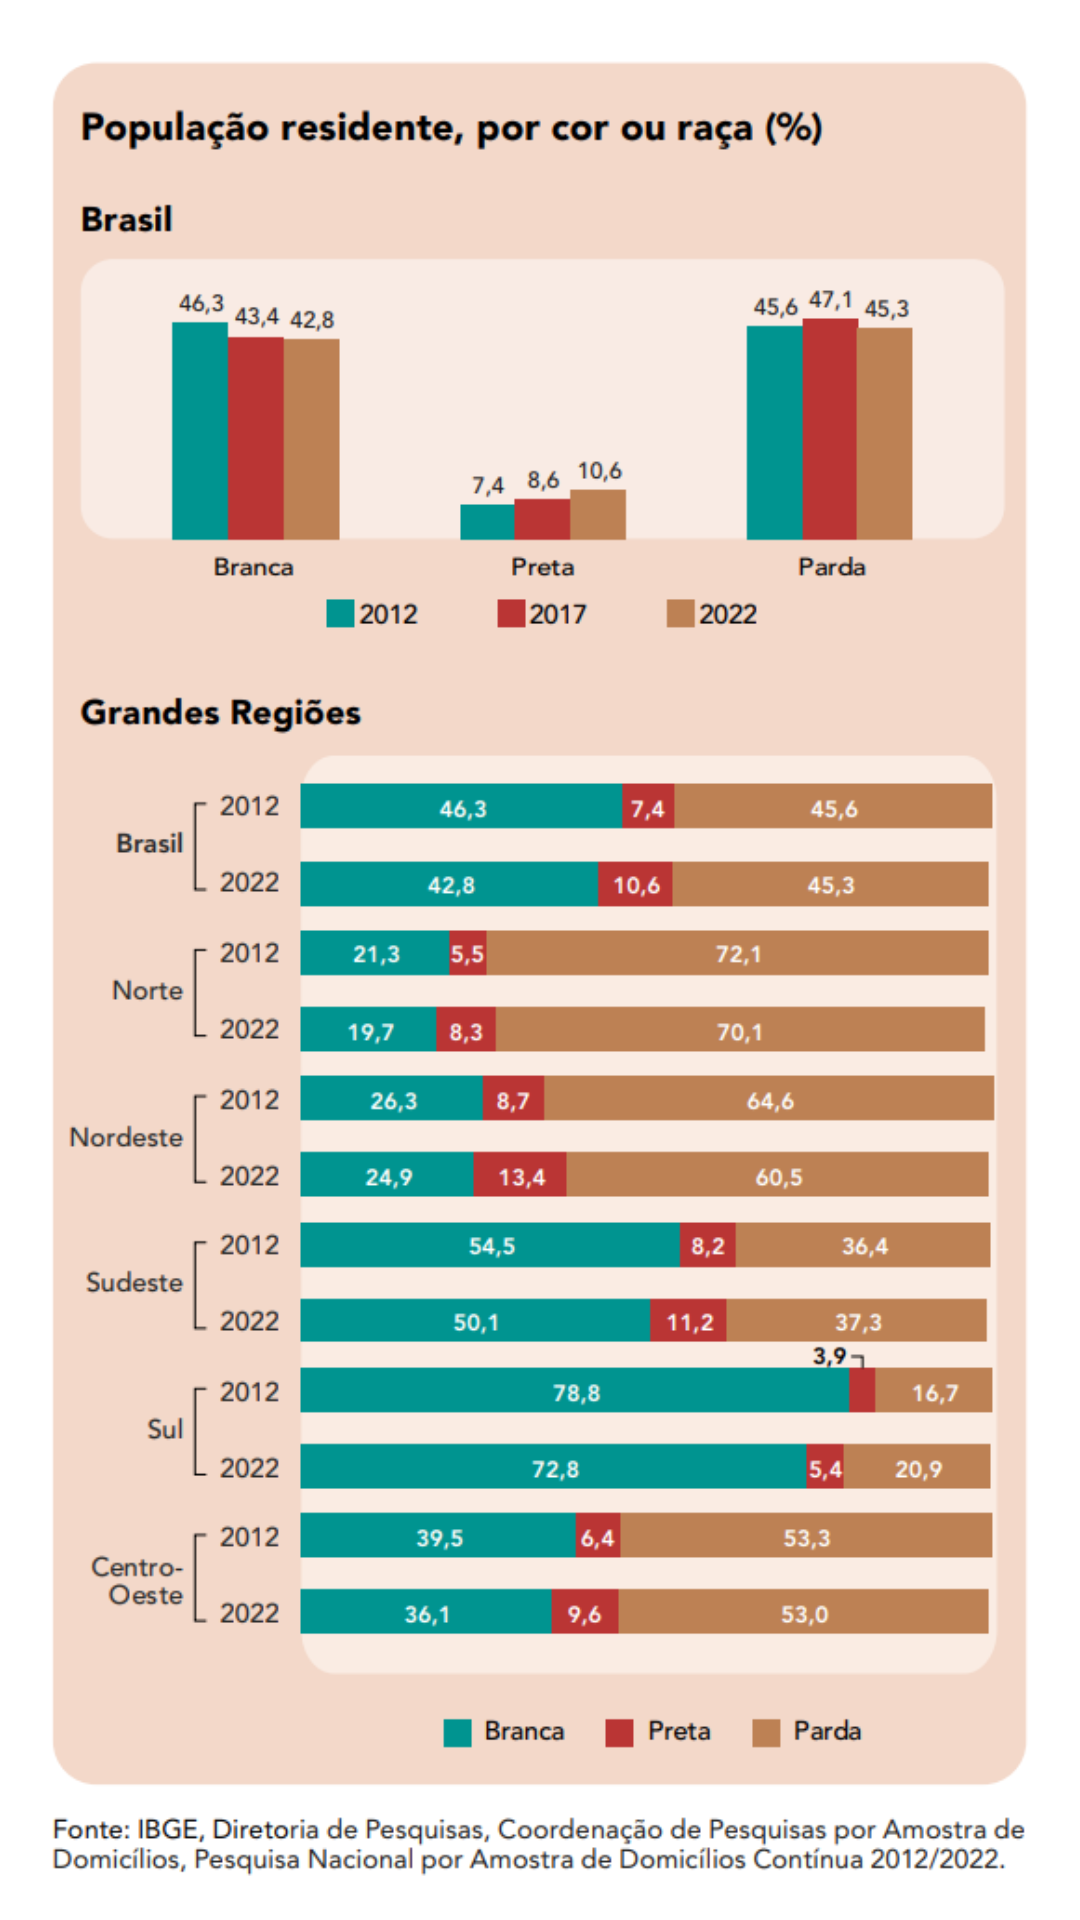 População residente, por cor ou raça (%)
Brasil
46,3 43,4 42,8
7,4 8,6 10,6
45,6 47,1 45,3
Branca Preta Parda
2012 2017 2022
Grandes Regiões
Brasil
2012 46,3 7,4 45,6
2022 42,8 10,6 45,3
Norte
2012 21,3 5,5 72,1
2022 19,7 8,3 70,1
Nordeste
2012 26,3 8,7 64,6
2022 24,9 13,4 60,5
Sudeste
2012 54,5 8,2 36,4
2022 50,1 11,2 37,3
Sul
2012 78,8 3,9 16,7
2022 72,8 5,4 20,9
Centro-
Oeste
2012 39,5 6,4 53,3
2022 36,1 9,6 53,0
Branca Preta Parda
Fonte: IBGE, Diretoria de Pesquisas, Coordenação de Pesquisas por Amostra de
Domicílios, Pesquisa Nacional por Amostra de Domicílios Contínua 2012/2022.